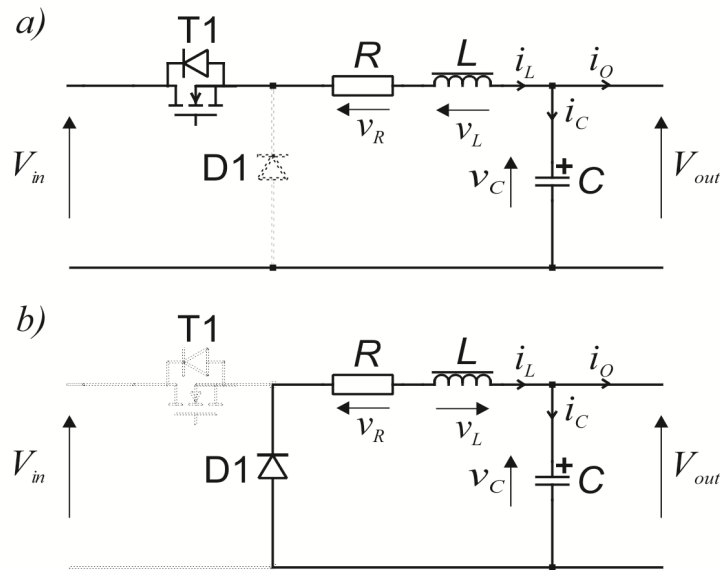 a)
T1
R
L
i_L
i_O
v_R
v_L
i_C
V_in
D1
v_C
+
C
V_out
b)
T1
R
L
i_L
i_O
v_R
v_L
i_C
V_in
D1
v_C
+
C
V_out